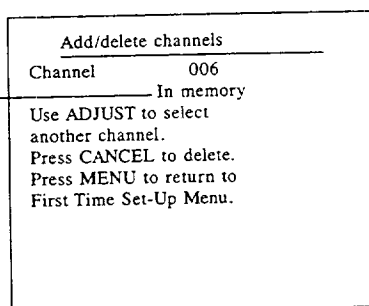 Add/delete channels
Channel 006
In memory
Use ADJUST to select
another channel.
Press CANCEL to delete.
Press MENU to return to
First Time Set-Up Menu.